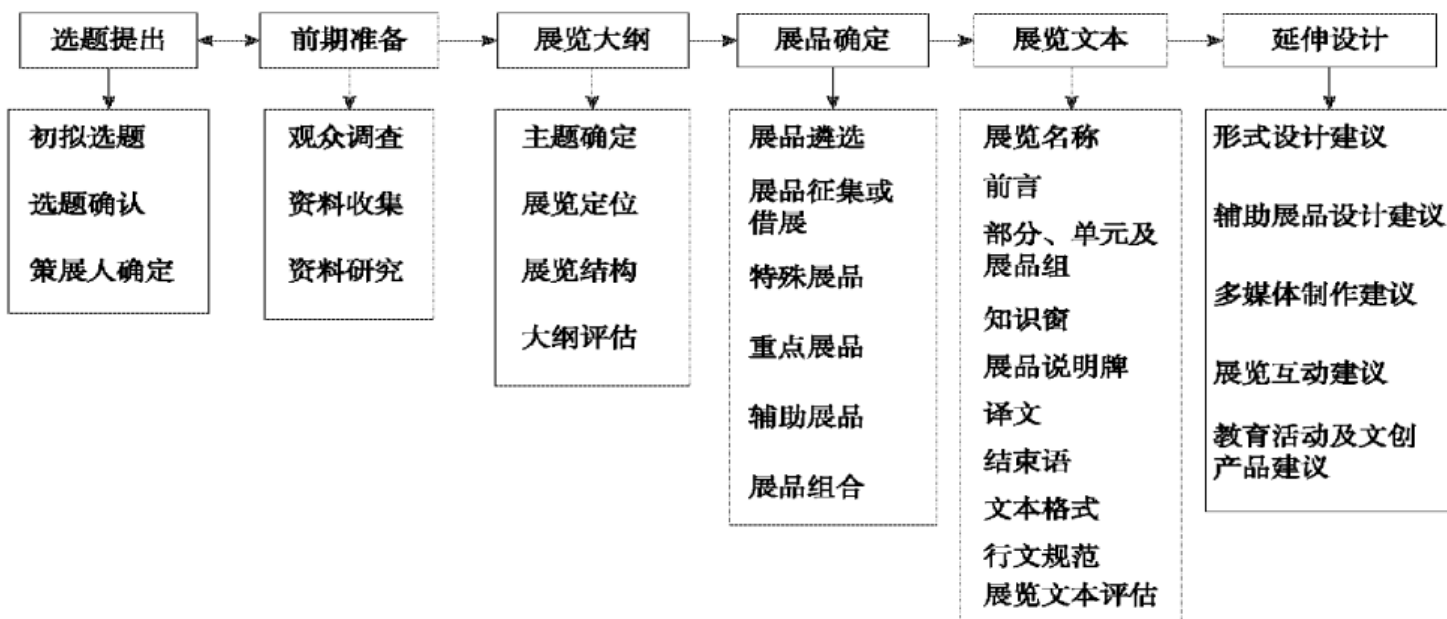 选题提出
前期准备
展览大纲
展品确定
展览文本
延伸设计
初拟选题
选题确认
策展人确定
观众调查
资料收集
资料研究
主题确定
展览定位
展览结构
大纲评估
展品遴选
展品征集或
借展
特殊展品
重点展品
辅助展品
展品组合
展览名称
前言
部分、单元及
展品组
知识窗
展品说明牌
译文
结束语
文本格式
行文规范
展览文本评估
形式设计建议
辅助展品设计建议
多媒体制作建议
展览互动建议
教育活动及文创
产品建议